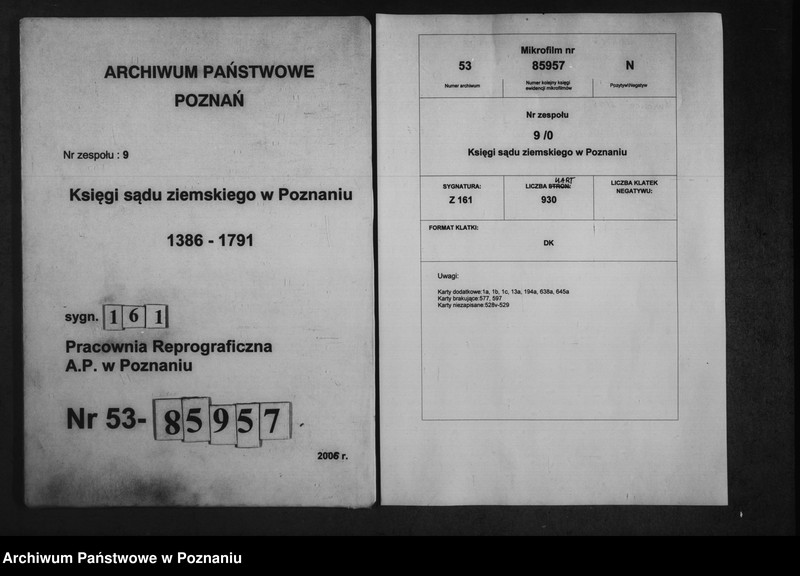 ARCHIWUM PAŃSTWOWE
POZNAŃ
Nr zespołu : 9
Księgi sądu ziemskiego w Poznaniu
1386 - 1791
sygn. 161
Pracownia Reprograficzna
A.P. w Poznaniu
Nr 53-85957
2006 r.
Mikrofilm nr
53 85957 N
Numer archiwum Numer kolejny księgi ewidencji mikrofilmów Pozytyw/Negatyw
Nr zespołu
9 /0
Księgi sądu ziemskiego w Poznaniu
KART
SYGNATURA: LICZBA STRON: LICZBA KLATEK
NEGATYWU:
Z 161 930
FORMAT KLATKI:
DK
Uwagi:
Karty dodatkowe:1a, 1b, 1c, 13a, 194a, 638a, 645a
Karty brakujące:577, 597
Karty niezapisane:528v-529
Archiwum Państwowe w Poznaniu